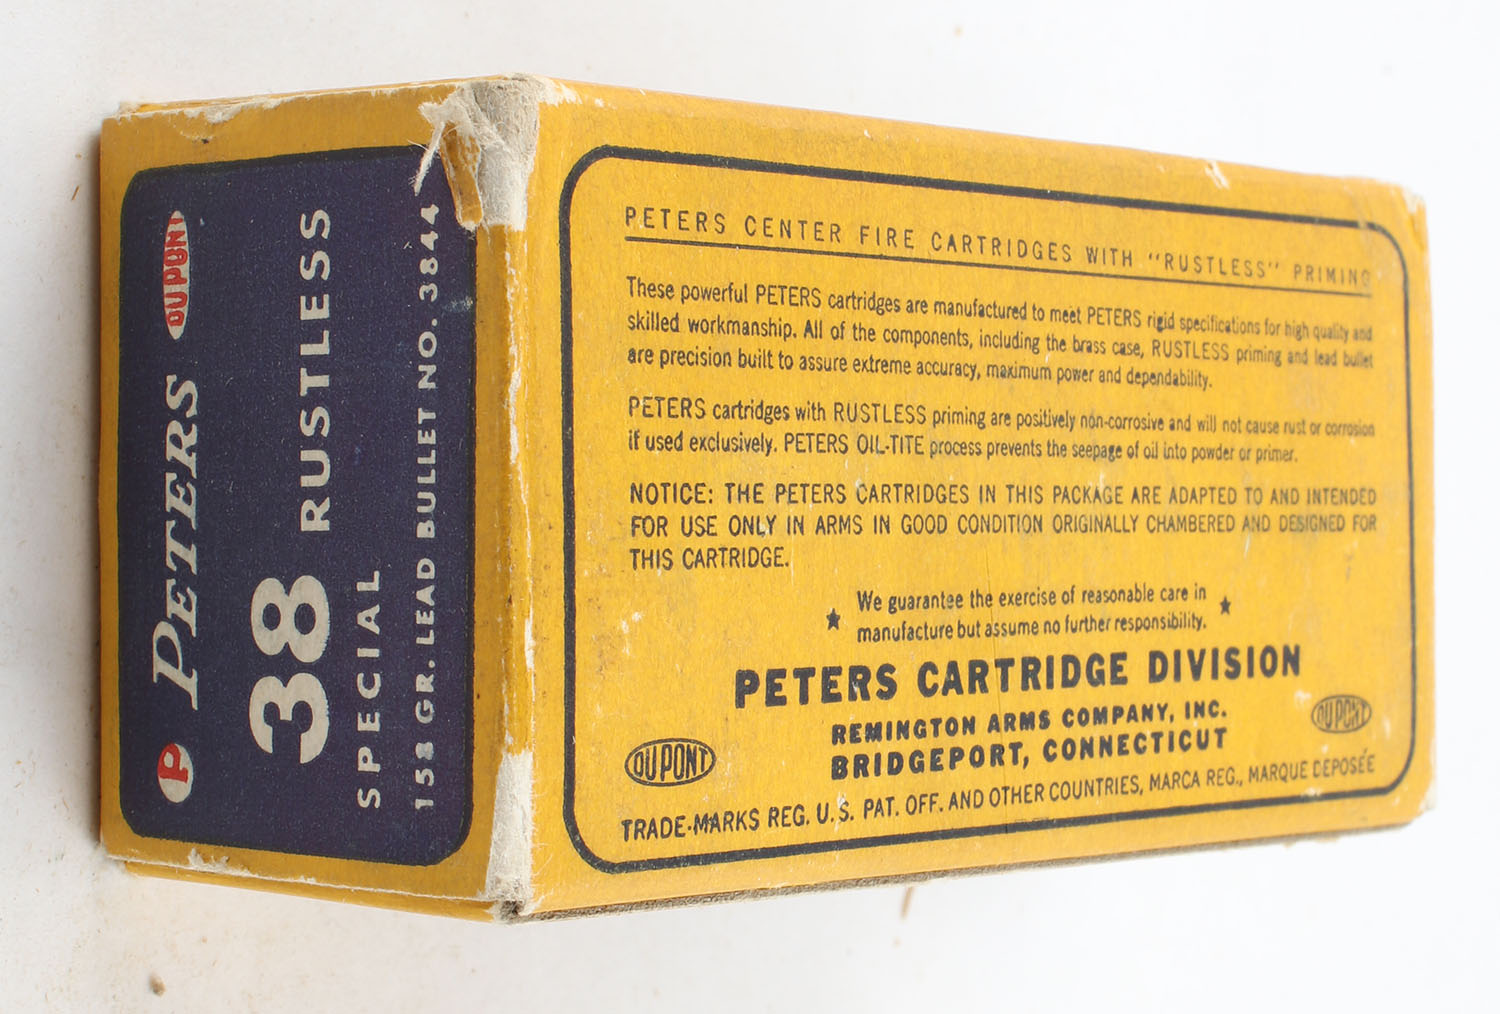 P PETERS DUPONT
38 RUSTLESS
SPECIAL
158 GR. LEAD BULLET NO. 3844
PETERS CENTER FIRE CARTRIDGES WITH "RUSTLESS" PRIMING
These powerful PETERS cartridges are manufactured to meet PETERS rigid specifications for high quality and
skilled workmanship. All of the components, including the brass case, RUSTLESS priming and lead bullet
are precision built to assure extreme accuracy, maximum power and dependability.
PETERS cartridges with RUSTLESS priming are positively non-corrosive and will not cause rust or corrosion
if used exclusively. PETERS OIL-TITE process prevents the seepage of oil into powder or primer.
NOTICE: THE PETERS CARTRIDGES IN THIS PACKAGE ARE ADAPTED TO AND INTENDED
FOR USE ONLY IN ARMS IN GOOD CONDITION ORIGINALLY CHAMBERED AND DESIGNED FOR
THIS CARTRIDGE.
We guarantee the exercise of reasonable care in
★ manufacture but assume no further responsibility. ★
PETERS CARTRIDGE DIVISION
REMINGTON ARMS COMPANY, INC.
BRIDGEPORT, CONNECTICUT
DUPONT DUPONT
TRADE-MARKS REG. U.S. PAT. OFF. AND OTHER COUNTRIES, MARCA REG., MARQUE DEPOSÉE